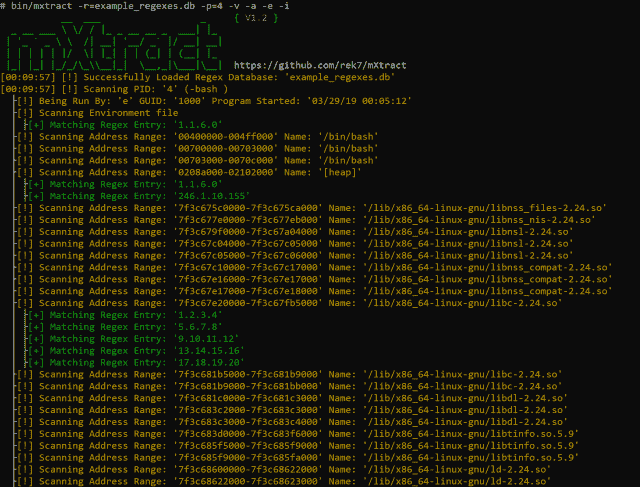 # bin/mxtract -r=example_regexes.db -p=4 -v -a -e -i
{ V1.2 }
mXtract
https://github.com/rek7/mXtract
[00:09:57] [!] Successfully Loaded Regex Database: 'example_regexes.db'
[00:09:57] [!] Scanning PID: '4' (-bash )
[!] Being Run By: 'e' GUID: '1000' Program Started: '03/29/19 00:05:12'
[!] Scanning Environment file
[+] Matching Regex Entry: '1.1.6.0'
[!] Scanning Address Range: '00400000-004ff000' Name: '/bin/bash'
[!] Scanning Address Range: '00700000-00703000' Name: '/bin/bash'
[!] Scanning Address Range: '00703000-0070c000' Name: '/bin/bash'
[!] Scanning Address Range: '0208a000-02102000' Name: '[heap]'
[+] Matching Regex Entry: '1.1.6.0'
[+] Matching Regex Entry: '246.1.10.155'
[!] Scanning Address Range: '7f3c675c0000-7f3c675ca000' Name: '/lib/x86_64-linux-gnu/libnss_files-2.24.so'
[!] Scanning Address Range: '7f3c677e0000-7f3c677eb000' Name: '/lib/x86_64-linux-gnu/libnss_nis-2.24.so'
[!] Scanning Address Range: '7f3c679f0000-7f3c67a04000' Name: '/lib/x86_64-linux-gnu/libnsl-2.24.so'
[!] Scanning Address Range: '7f3c67c04000-7f3c67c05000' Name: '/lib/x86_64-linux-gnu/libnsl-2.24.so'
[!] Scanning Address Range: '7f3c67c05000-7f3c67c06000' Name: '/lib/x86_64-linux-gnu/libnsl-2.24.so'
[!] Scanning Address Range: '7f3c67c10000-7f3c67c17000' Name: '/lib/x86_64-linux-gnu/libnss_compat-2.24.so'
[!] Scanning Address Range: '7f3c67e16000-7f3c67e17000' Name: '/lib/x86_64-linux-gnu/libnss_compat-2.24.so'
[!] Scanning Address Range: '7f3c67e17000-7f3c67e18000' Name: '/lib/x86_64-linux-gnu/libnss_compat-2.24.so'
[!] Scanning Address Range: '7f3c67e20000-7f3c67fb5000' Name: '/lib/x86_64-linux-gnu/libc-2.24.so'
[+] Matching Regex Entry: '1.2.3.4'
[+] Matching Regex Entry: '5.6.7.8'
[+] Matching Regex Entry: '9.10.11.12'
[+] Matching Regex Entry: '13.14.15.16'
[+] Matching Regex Entry: '17.18.19.20'
[!] Scanning Address Range: '7f3c681b5000-7f3c681b9000' Name: '/lib/x86_64-linux-gnu/libc-2.24.so'
[!] Scanning Address Range: '7f3c681b9000-7f3c681bb000' Name: '/lib/x86_64-linux-gnu/libc-2.24.so'
[!] Scanning Address Range: '7f3c681c0000-7f3c681c3000' Name: '/lib/x86_64-linux-gnu/libdl-2.24.so'
[!] Scanning Address Range: '7f3c683c2000-7f3c683c3000' Name: '/lib/x86_64-linux-gnu/libdl-2.24.so'
[!] Scanning Address Range: '7f3c683c3000-7f3c683c4000' Name: '/lib/x86_64-linux-gnu/libdl-2.24.so'
[!] Scanning Address Range: '7f3c683d0000-7f3c683f6000' Name: '/lib/x86_64-linux-gnu/libtinfo.so.5.9'
[!] Scanning Address Range: '7f3c685f5000-7f3c685f9000' Name: '/lib/x86_64-linux-gnu/libtinfo.so.5.9'
[!] Scanning Address Range: '7f3c685f9000-7f3c685fa000' Name: '/lib/x86_64-linux-gnu/libtinfo.so.5.9'
[!] Scanning Address Range: '7f3c68600000-7f3c68622000' Name: '/lib/x86_64-linux-gnu/ld-2.24.so'
[!] Scanning Address Range: '7f3c68622000-7f3c68623000' Name: '/lib/x86_64-linux-gnu/ld-2.24.so'